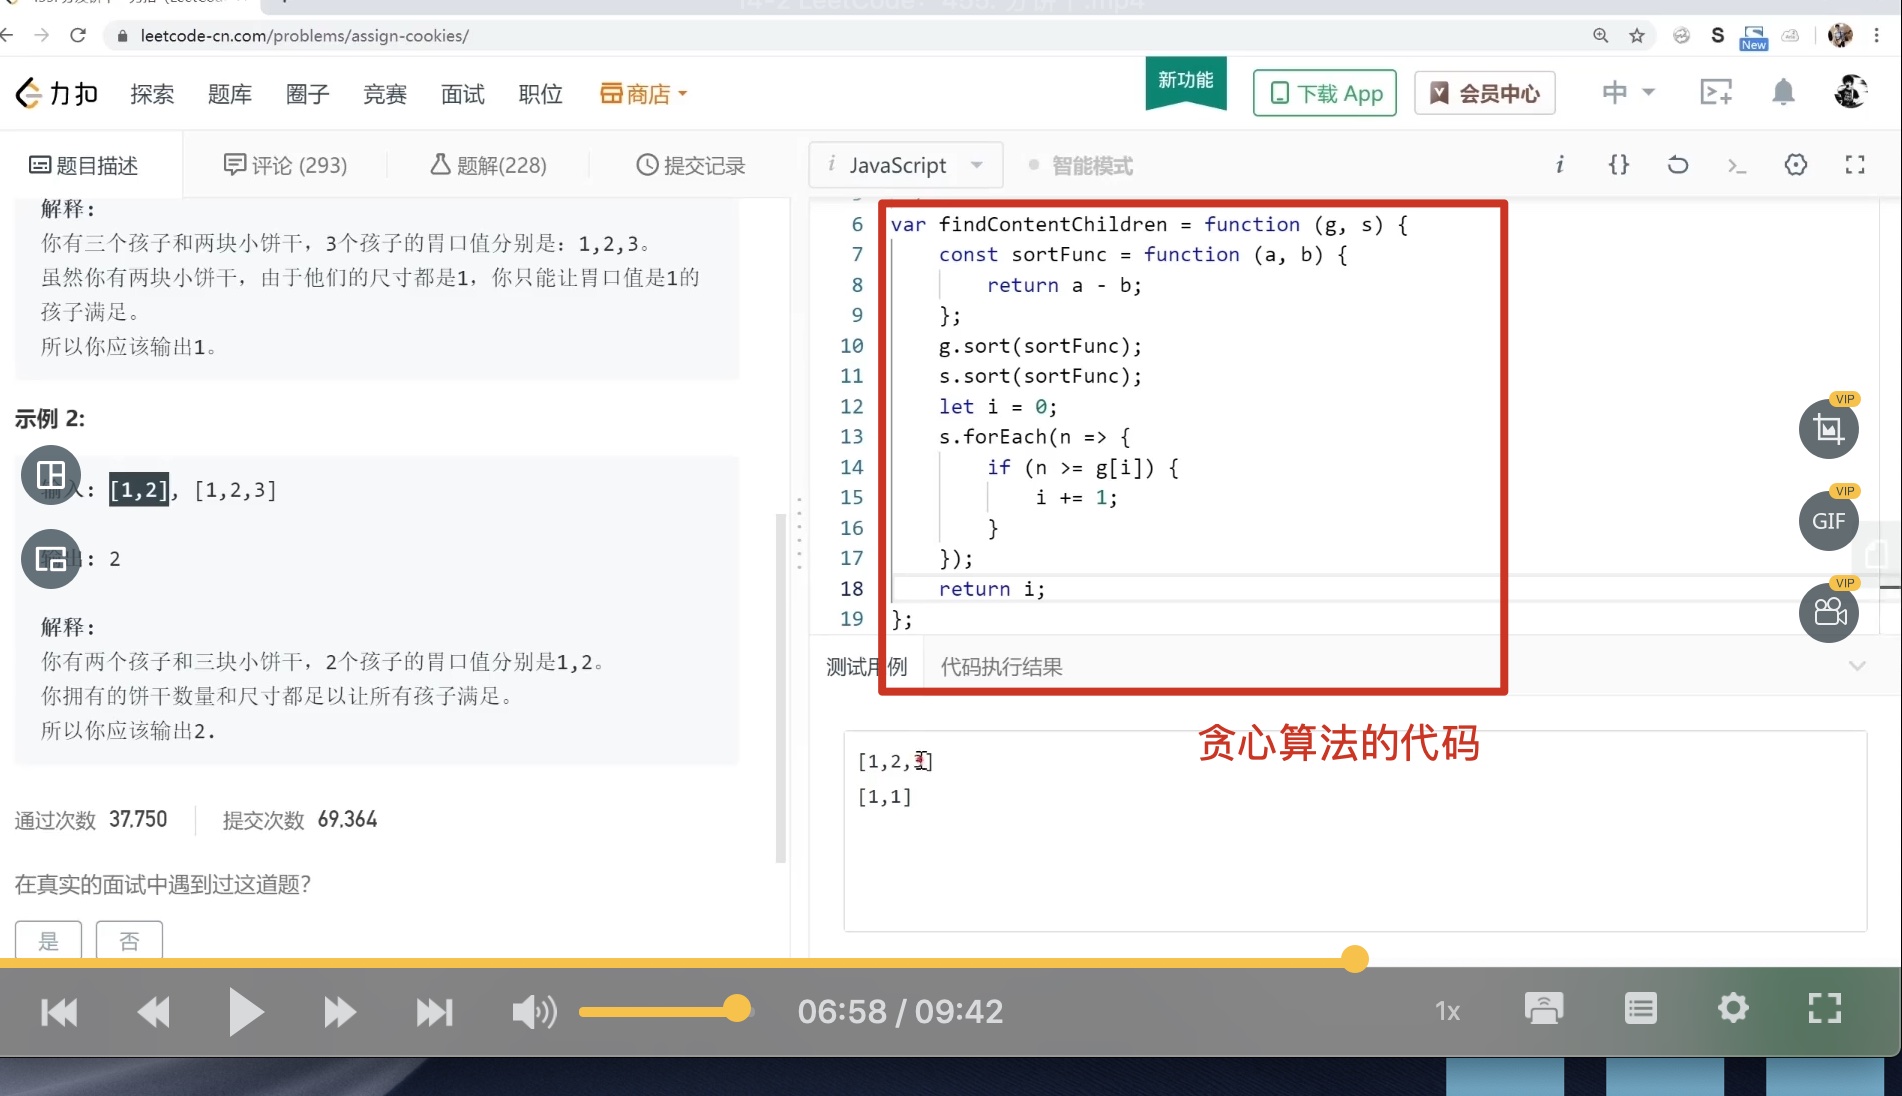 14-2 LeetCode: 455. 分饼干.mp4
leetcode-cn.com/problems/assign-cookies/
S
New
力扣
探索
题库
圈子
竞赛
面试
职位
商店
新功能
下载 App
会员中心
中
题目描述
评论 (293)
题解(228)
提交记录
i JavaScript
智能模式
i
{}
>_
解释:
你有三个孩子和两块小饼干，3个孩子的胃口值分别是：1,2,3。
虽然你有两块小饼干，由于他们的尺寸都是1，你只能让胃口值是1的
孩子满足。
所以你应该输出1。
示例 2:
输入: [1,2], [1,2,3]
输出: 2
解释:
你有两个孩子和三块小饼干，2个孩子的胃口值分别是1,2。
你拥有的饼干数量和尺寸都足以让所有孩子满足。
所以你应该输出2.
通过次数 37,750
提交次数 69,364
在真实的面试中遇到过这道题?
是
否
6 var findContentChildren = function (g, s) {
7 const sortFunc = function (a, b) {
8 return a - b;
9 };
10 g.sort(sortFunc);
11 s.sort(sortFunc);
12 let i = 0;
13 s.forEach(n => {
14 if (n >= g[i]) {
15 i += 1;
16 }
17 });
18 return i;
19 };
测试用例
代码执行结果
贪心算法的代码
[1,2,3]
[1,1]
VIP
VIP
GIF
VIP
06:58 / 09:42
1x